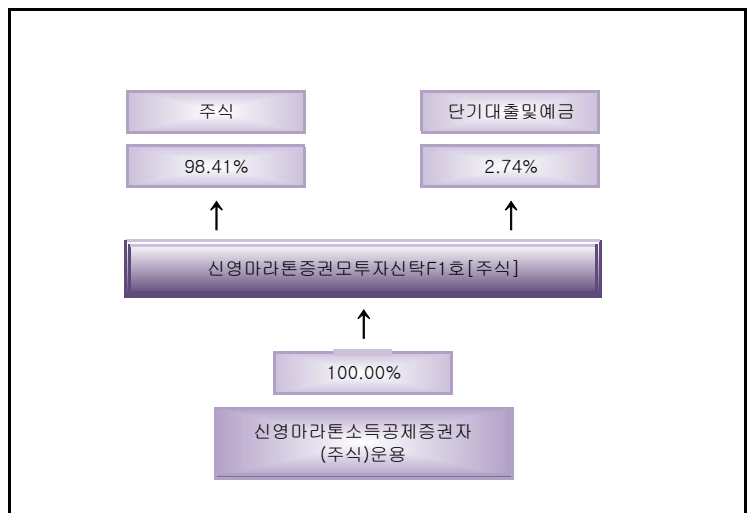 주식
단기대출및예금
98.41%
2.74%
신영마라톤증권모투자신탁F1호[주식]
100.00%
신영마라톤소득공제증권자
(주식)운용